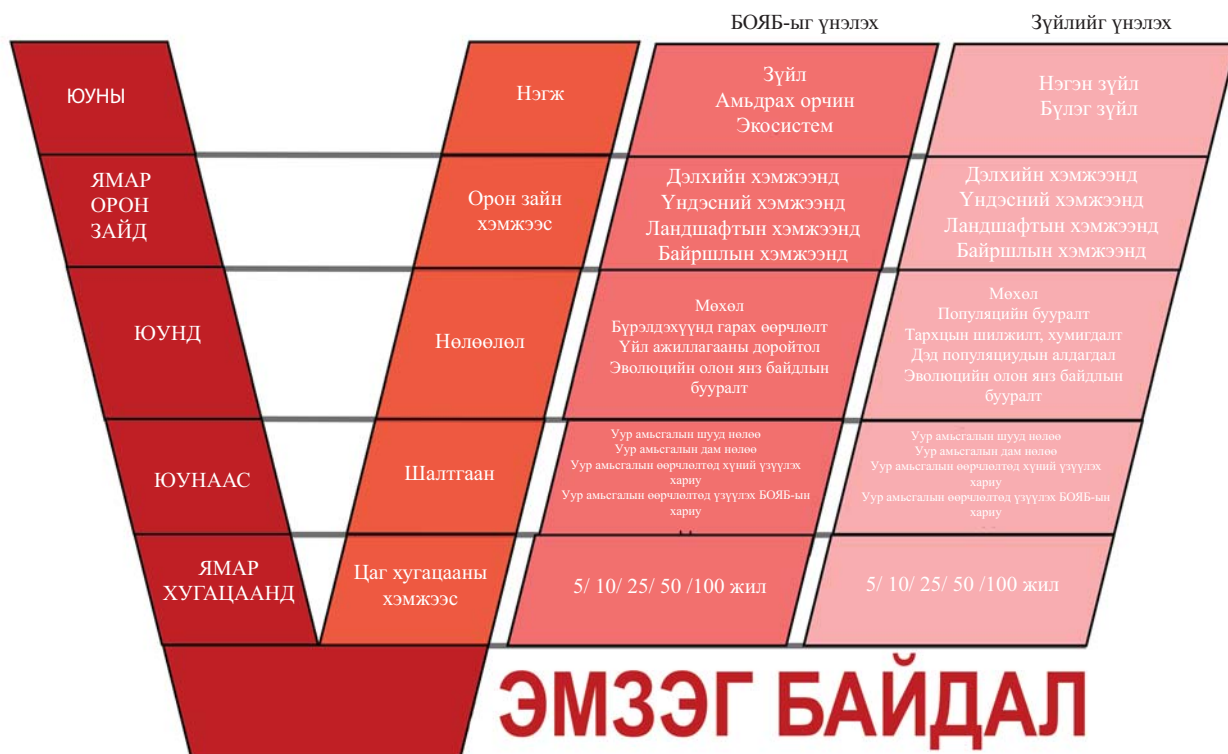 БОЯБ-ыг үнэлэх
Зүйлийг үнэлэх
ЮУНЫ
Нэгж
Зүйл
Амьдрах орчин
Экосистем
Нэгэн зүйл
Бүлэг зүйл
ЯМАР
ОРОН
ЗАЙД
Орон зайн
хэмжээс
Дэлхийн хэмжээнд
Үндэсний хэмжээнд
Ландшафтын хэмжээнд
Байршлын хэмжээнд
Дэлхийн хэмжээнд
Үндэсний хэмжээнд
Ландшафтын хэмжээнд
Байршлын хэмжээнд
ЮУНД
Нөлөөлөл
Мөхөл
Бүрэлдэхүүнд гарах өөрчлөлт
Үйл ажиллагааны доройтол
Эволюцийн олон янз байдлын
бууралт
Мөхөл
Популяцийн бууралт
Тархцын шилжилт, хумигдалт
Дэд популяциудын алдагдал
Эволюцийн олон янз байдлын
бууралт
ЮУНААС
Шалтгаан
Уур амьсгалын шууд нөлөө
Уур амьсгалын дам нөлөө
Уур амьсгалын өөрчлөлтөд хүний үзүүлэх
хариу
Уур амьсгалын өөрчлөлтөд үзүүлэх БОЯБ-ын
хариу
Уур амьсгалын шууд нөлөө
Уур амьсгалын дам нөлөө
Уур амьсгалын өөрчлөлтөд хүний үзүүлэх
хариу
Уур амьсгалын өөрчлөлтөд үзүүлэх БОЯБ-ын
хариу
ЯМАР
ХУГАЦААНД
Цаг хугацааны
хэмжээс
5/ 10/ 25/ 50 /100 жил
5/ 10/ 25/ 50 /100 жил
ЭМЗЭГ БАЙДАЛ